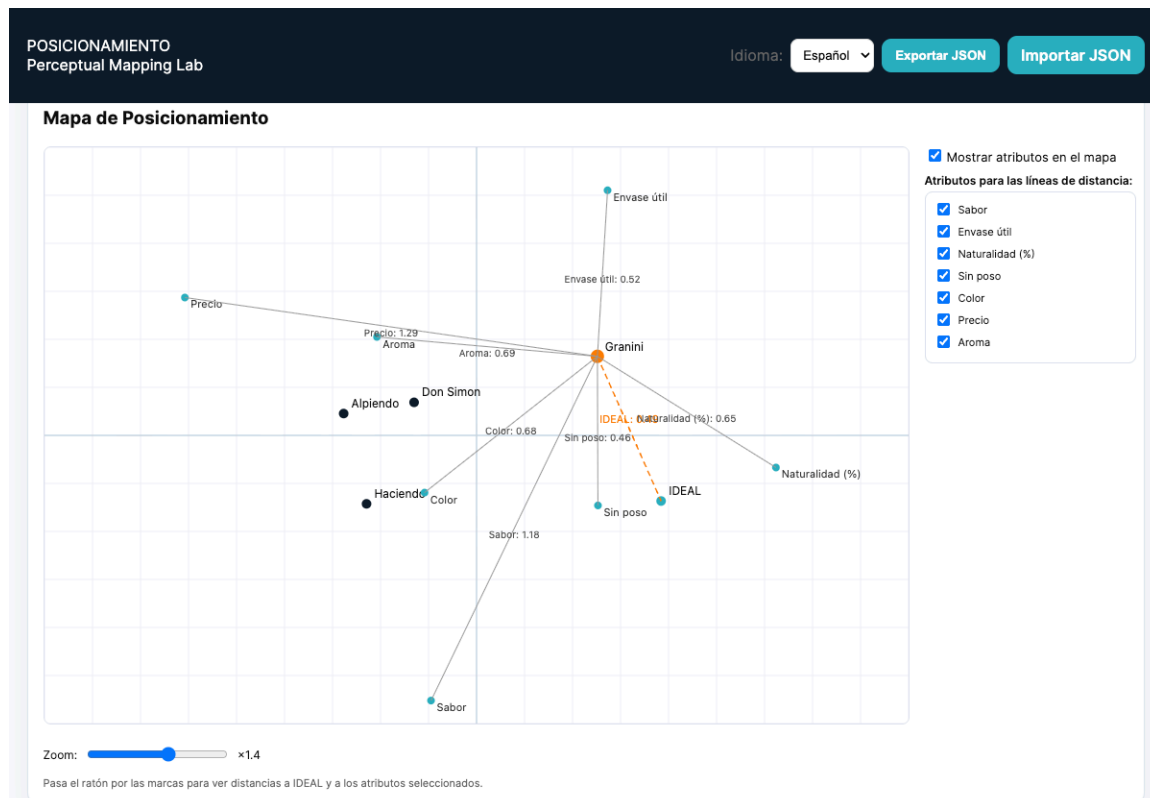 POSICIONAMIENTO
Perceptual Mapping Lab
Idioma:
Español
Exportar JSON
Importar JSON
Mapa de Posicionamiento
Mostrar atributos en el mapa
Atributos para las líneas de distancia:
Sabor
Envase útil
Naturalidad (%)
Sin poso
Color
Precio
Aroma
Envase útil
Envase útil: 0.52
Precio
Precio: 1.29
Aroma
Aroma: 0.69
Granini
Don Simon
Alpiendo
IDEAL: 0.49
Naturalidad (%): 0.65
Color: 0.68
Sin poso: 0.46
Naturalidad (%)
Haciendo
Color
IDEAL
Sin poso
Sabor: 1.18
Sabor
Zoom:
×1.4
Pasa el ratón por las marcas para ver distancias a IDEAL y a los atributos seleccionados.